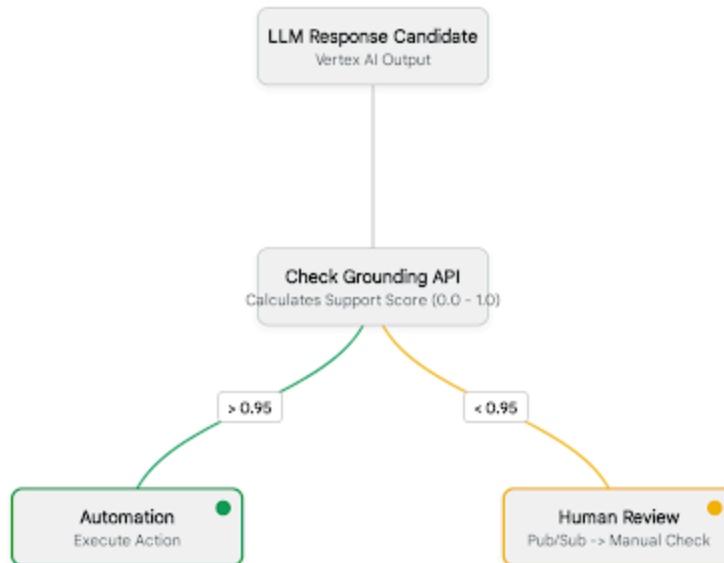 LLM Response Candidate
Vertex AI Output
Check Grounding API
Calculates Support Score (0.0 - 1.0)
> 0.95
< 0.95
Automation
Execute Action
Human Review
Pub/Sub -> Manual Check